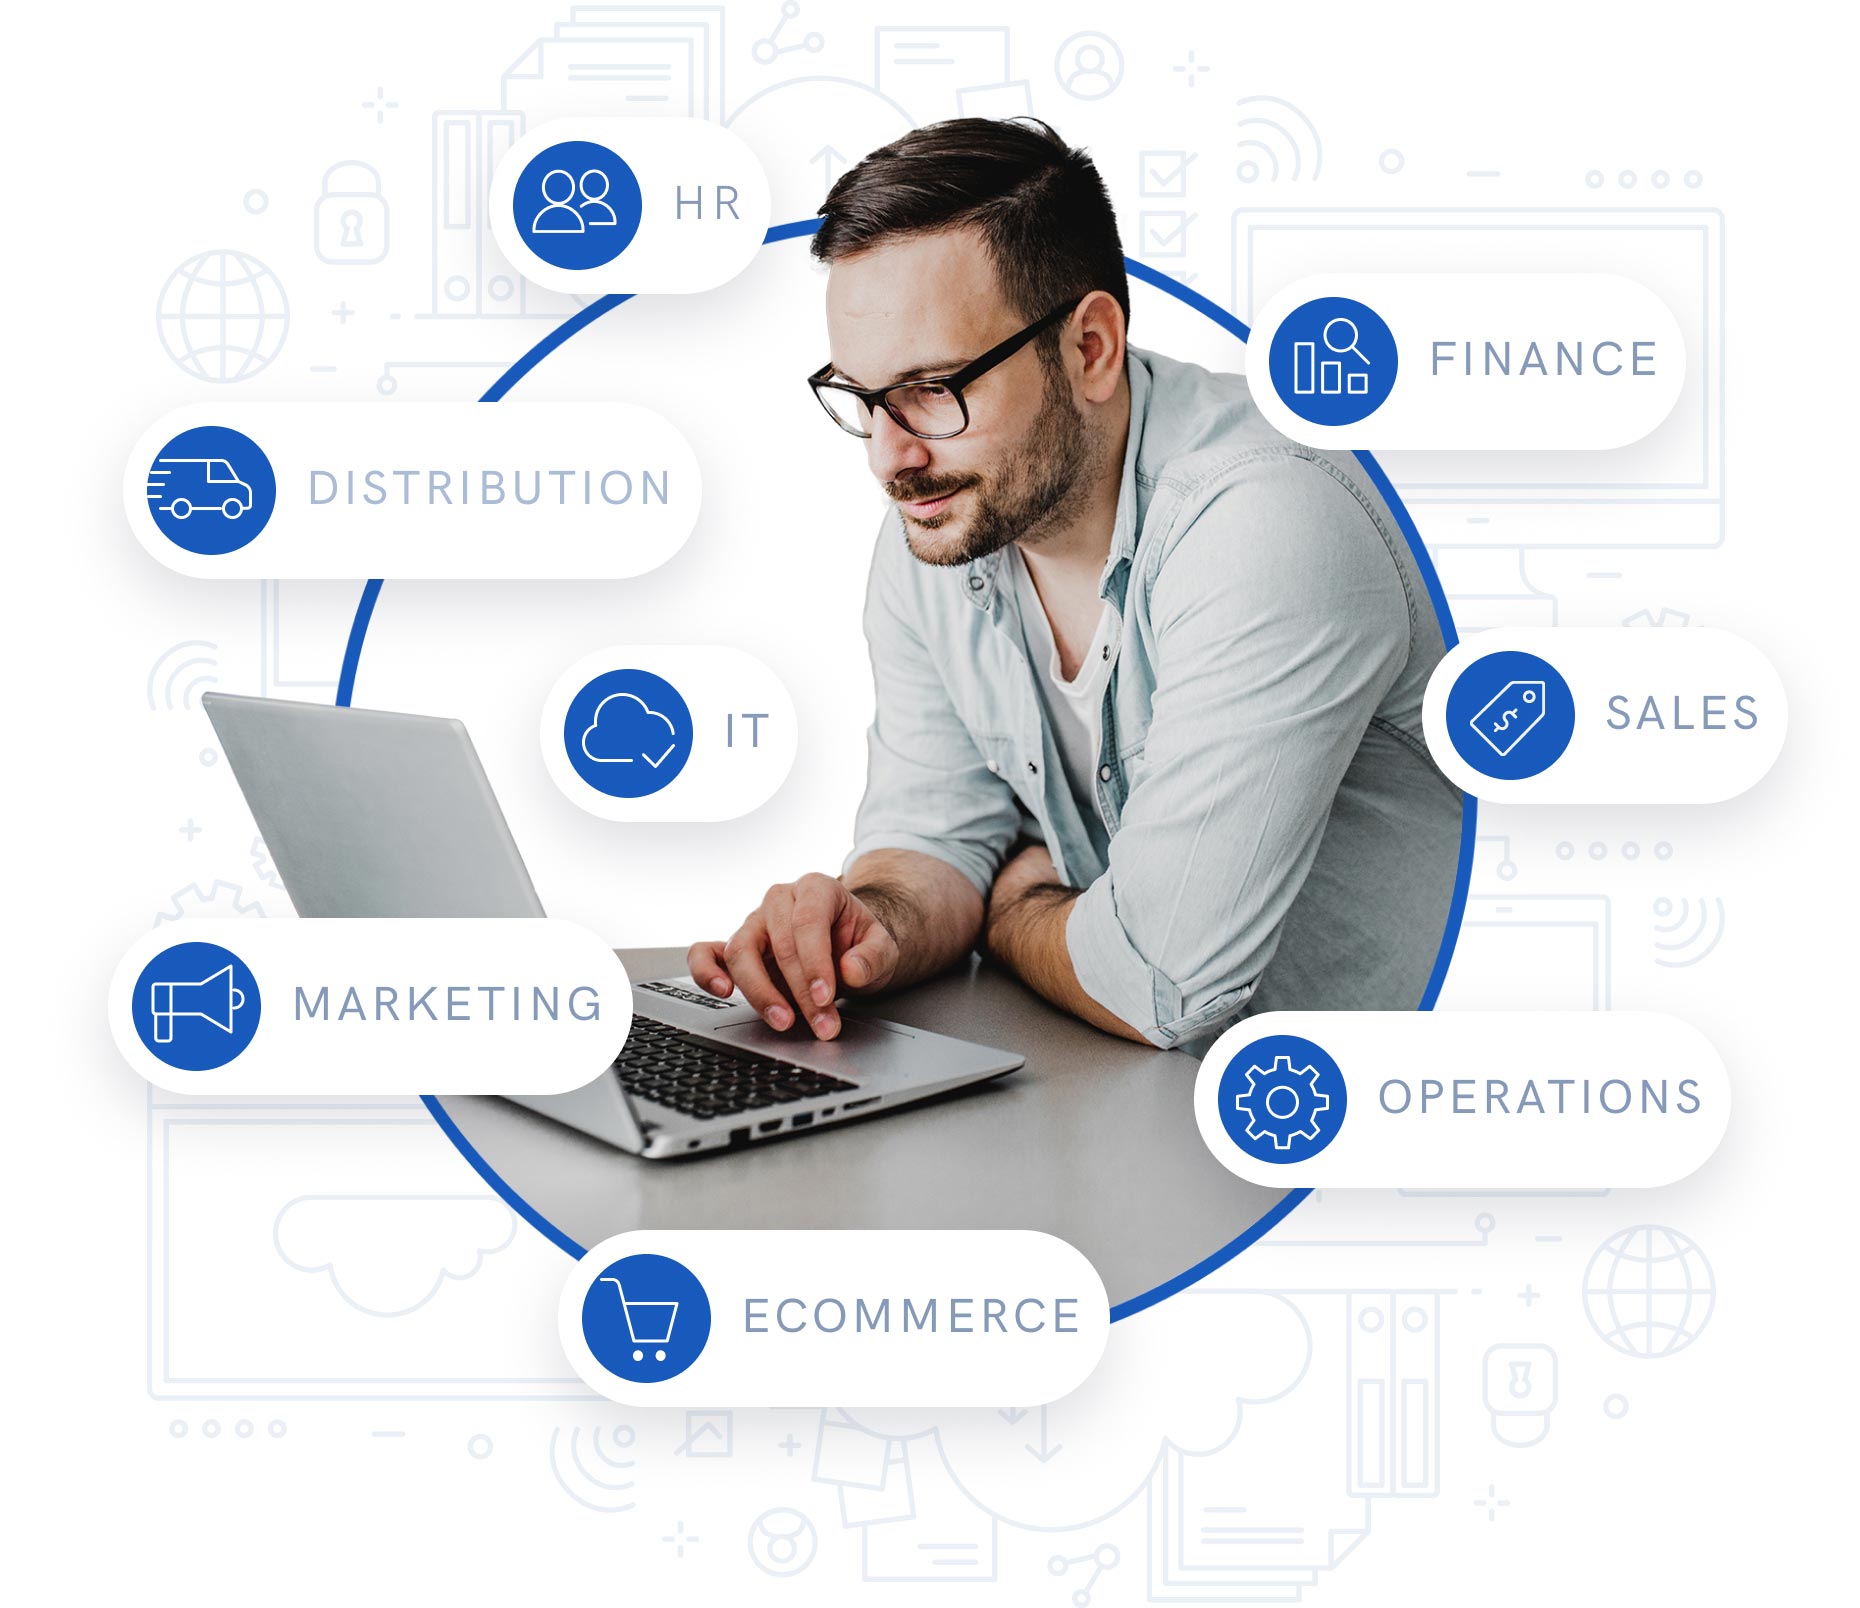 HR
FINANCE
DISTRIBUTION
SALES
IT
MARKETING
OPERATIONS
ECOMMERCE